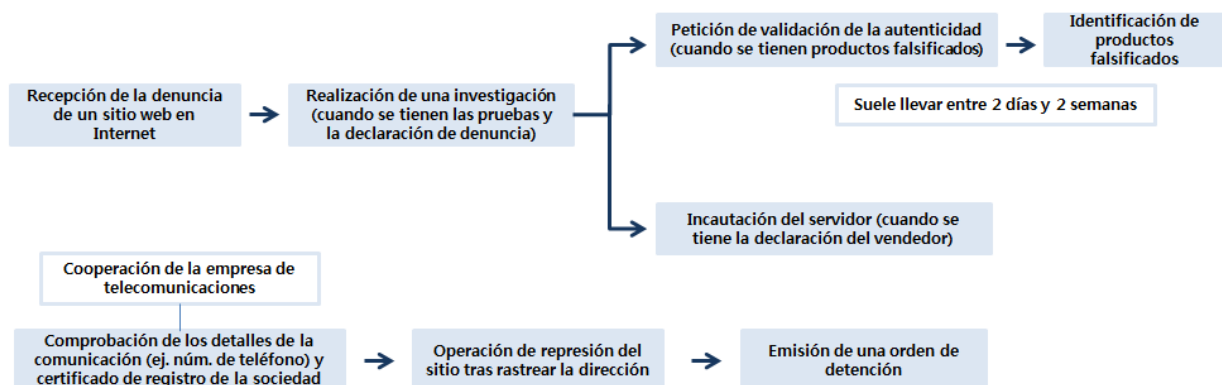 Recepción de la denuncia
de un sitio web en
Internet
Realización de una investigación
(cuando se tienen las pruebas y
la declaración de denuncia)
Petición de validación de la autenticidad
(cuando se tienen productos falsificados)
Identificación de
productos
falsificados
Suele llevar entre 2 días y 2 semanas
Incautación del servidor (cuando se
tiene la declaración del vendedor)
Cooperación de la empresa de
telecomunicaciones
Comprobación de los detalles de la
comunicación (ej. núm. de teléfono) y
certificado de registro de la sociedad
Operación de represión del
sitio tras rastrear la dirección
Emisión de una orden de
detención